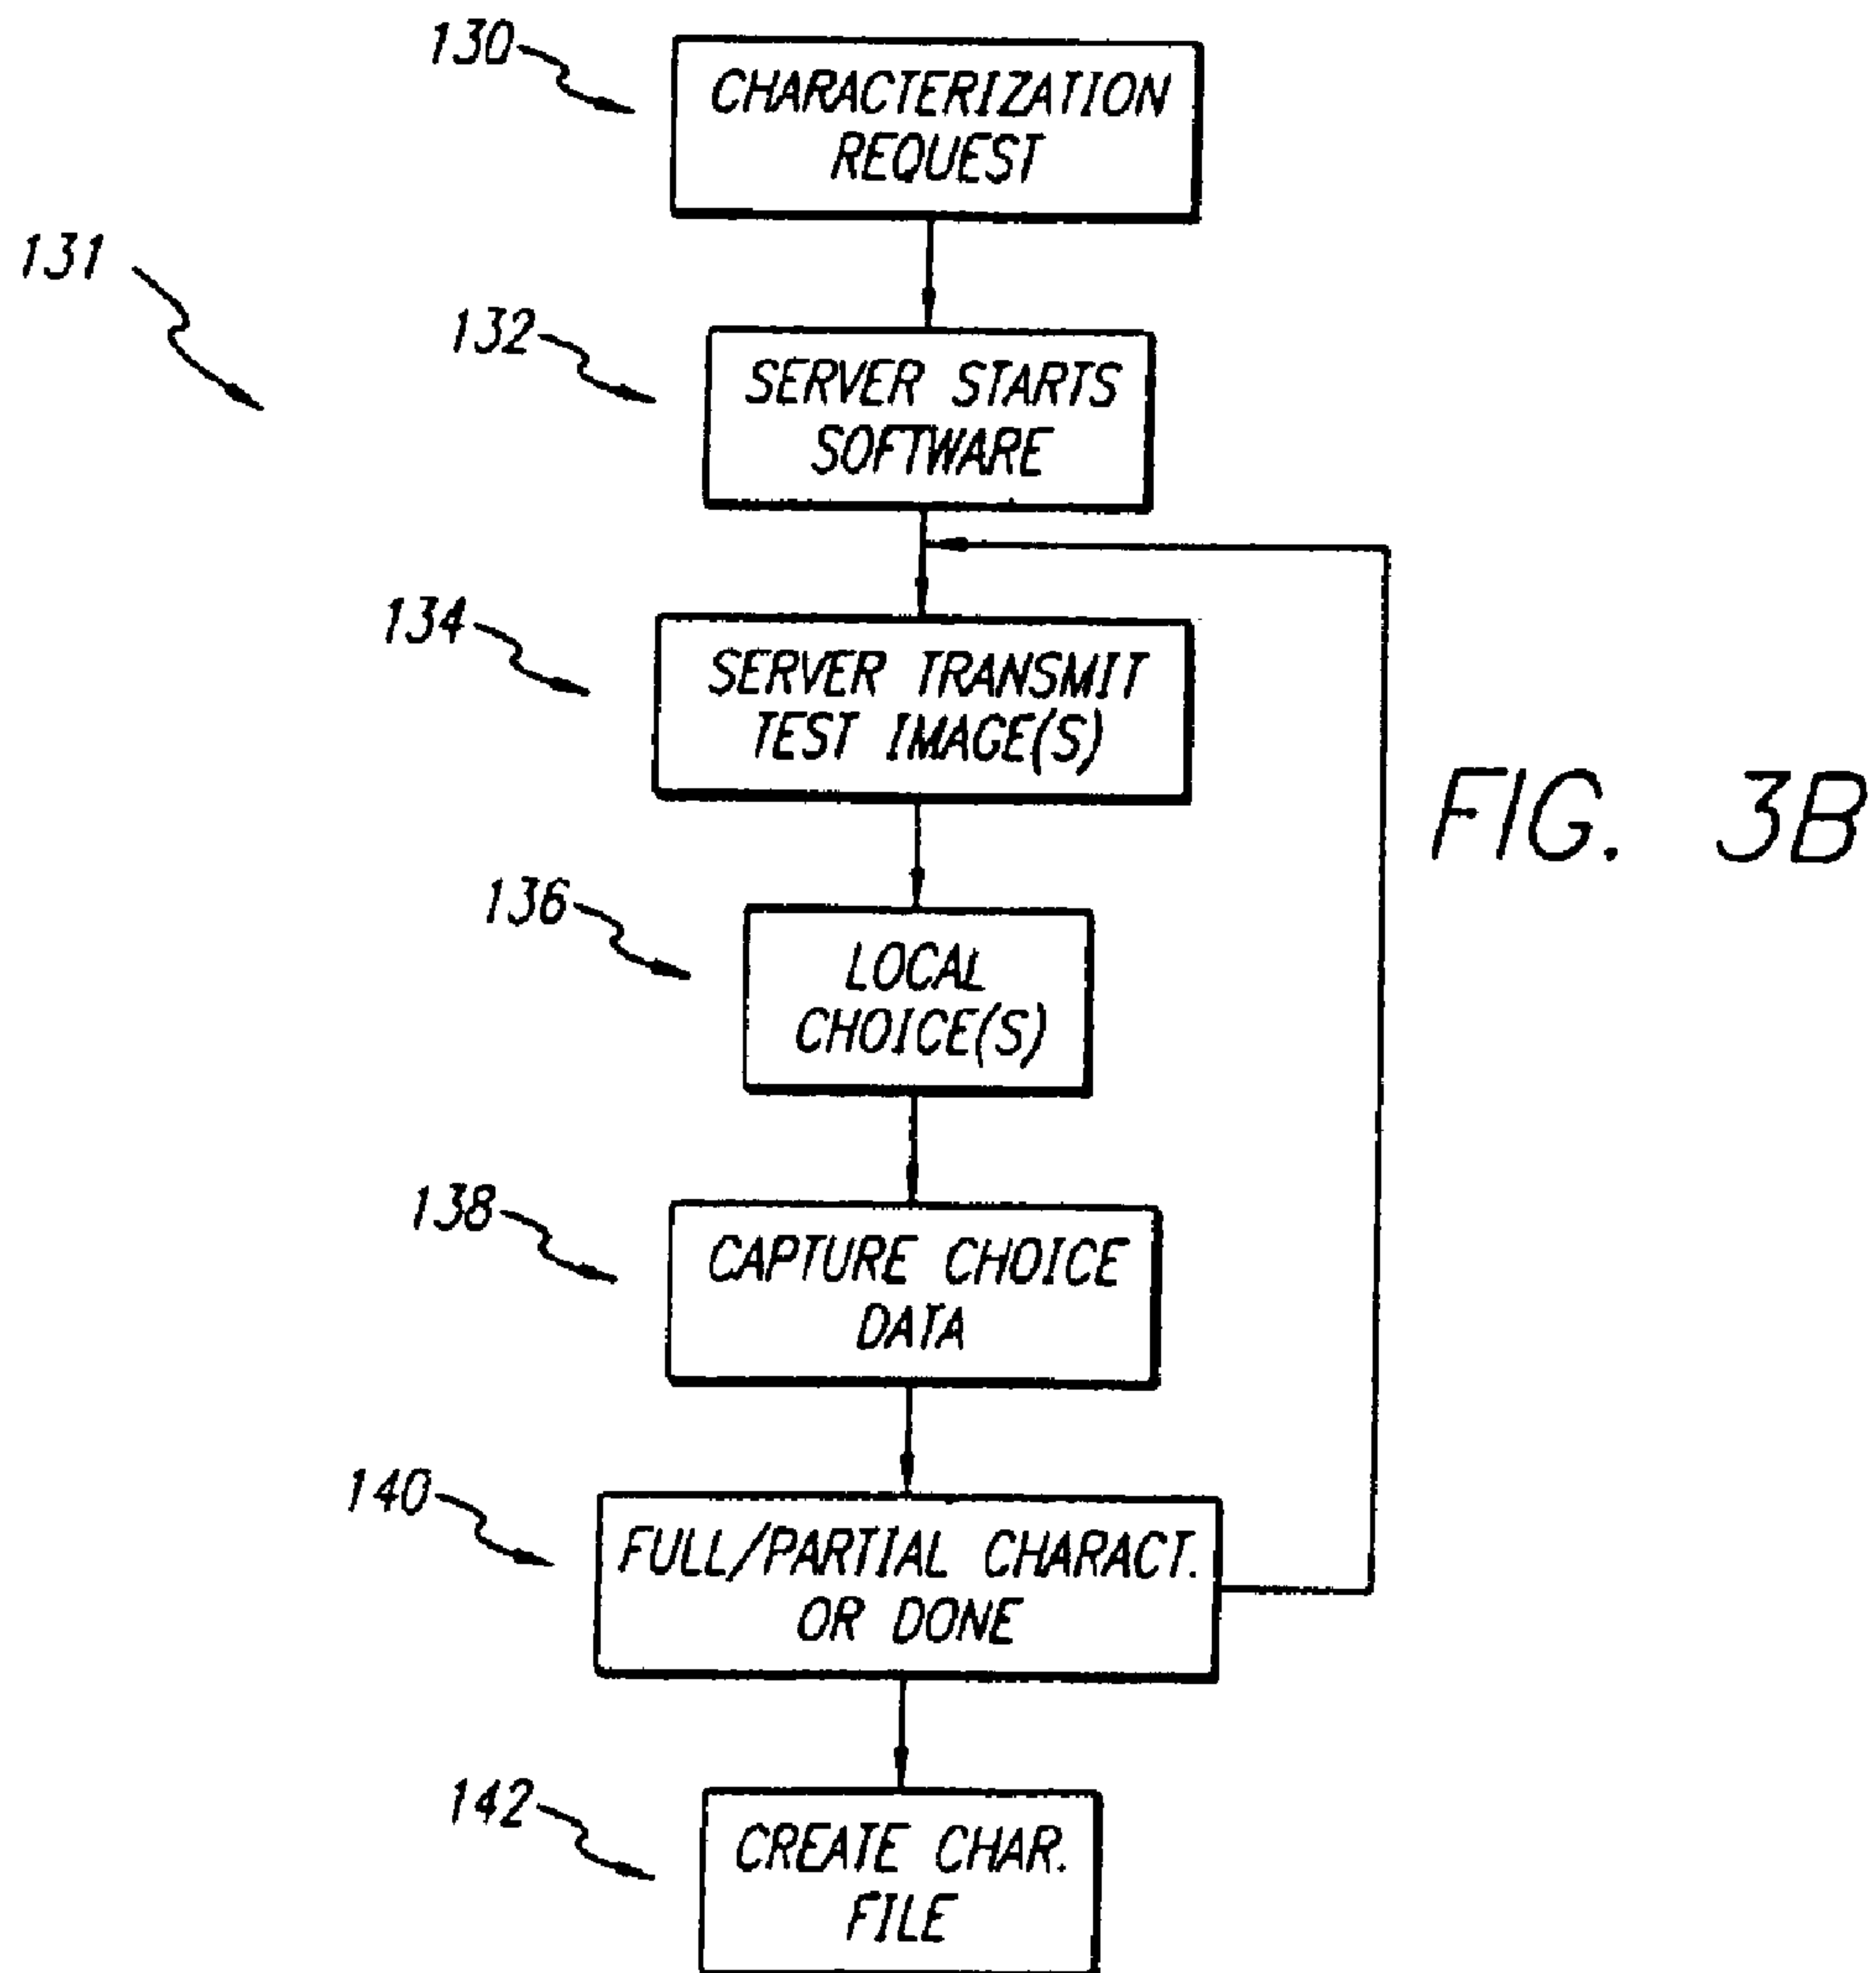 130
CHARACTERIZATION
REQUEST
131
132
SERVER STARTS
SOFTWARE
134
SERVER TRANSMIT
TEST IMAGE(S)
FIG. 3B
136
LOCAL
CHOICE(S)
138
CAPTURE CHOICE
DATA
140
FULL/PARTIAL CHARACT.
OR DONE
142
CREATE CHAR.
FILE